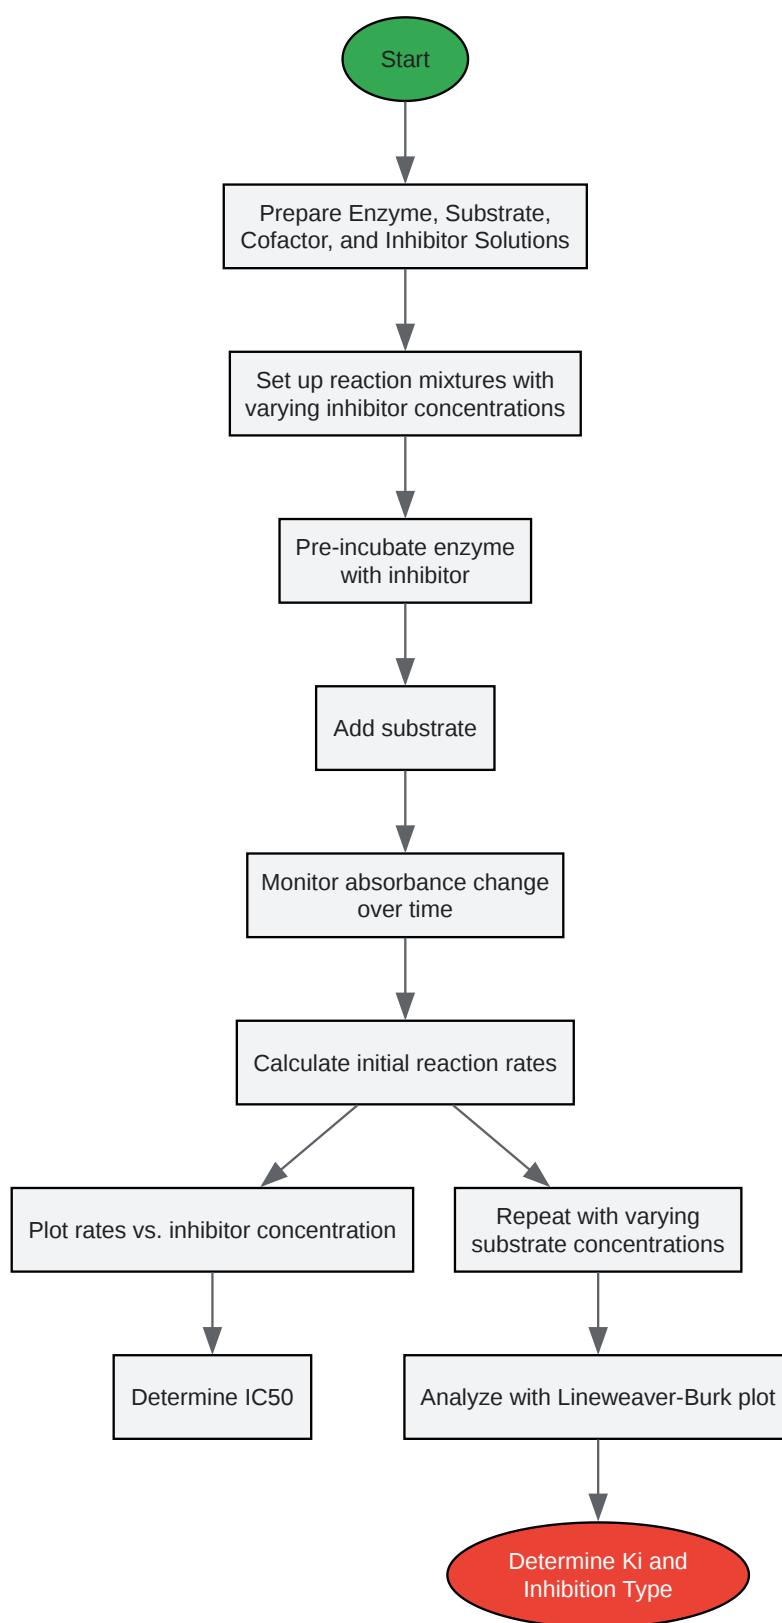 Start
Prepare Enzyme, Substrate,
Cofactor, and Inhibitor Solutions
Set up reaction mixtures with
varying inhibitor concentrations
Pre-incubate enzyme
with inhibitor
Add substrate
Monitor absorbance change
over time
Calculate initial reaction rates
Plot rates vs. inhibitor concentration
Repeat with varying
substrate concentrations
Determine IC50
Analyze with Lineweaver-Burk plot
Determine Ki and
Inhibition Type